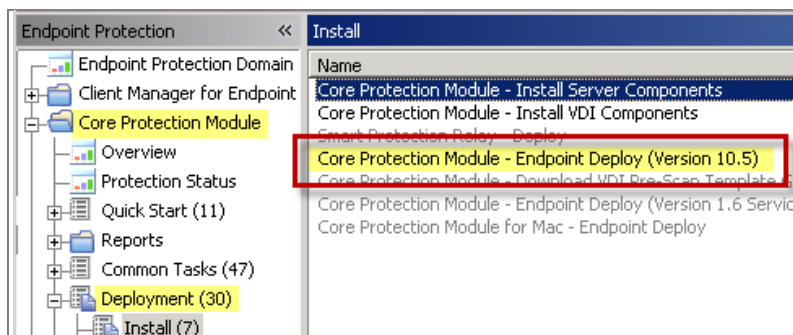 Endpoint Protection «
Endpoint Protection Domain
Client Manager for Endpoint
Core Protection Module
Overview
Protection Status
Quick Start (11)
Reports
Common Tasks (47)
Deployment (30)
Install (7)
Install
Name
Core Protection Module - Install Server Components
Core Protection Module - Install VDI Components
Smart Protection Relay - Deploy
Core Protection Module - Endpoint Deploy (Version 10.5)
Core Protection Module - Download VDI Pre-Scan Template
Core Protection Module - Endpoint Deploy (Version 1.6 Servic
Core Protection Module for Mac - Endpoint Deploy